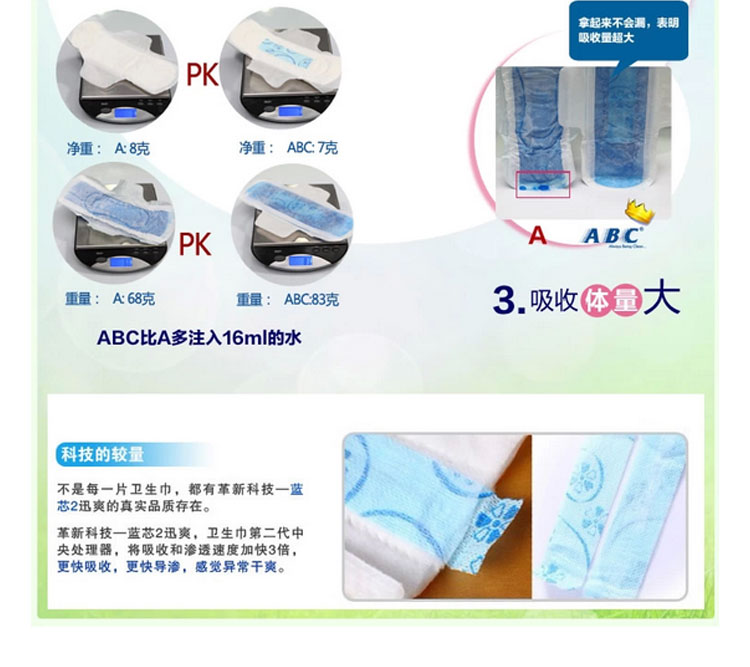 拿起来不会漏，表明
吸收量超大
PK
净重： A: 8克
净重： ABC: 7克
PK
重量： A: 68克
重量： ABC:83克
ABC比A多注入16ml的水
A
ABC®
Always Being Clean...
3.吸收体量大
科技的较量
不是每一片卫生巾，都有革新科技—蓝
芯2迅爽的真实品质存在。
革新科技—蓝芯2迅爽，卫生巾第二代中
央处理器，将吸收和渗透速度加快3倍，
更快吸收，更快导渗，感觉异常干爽。